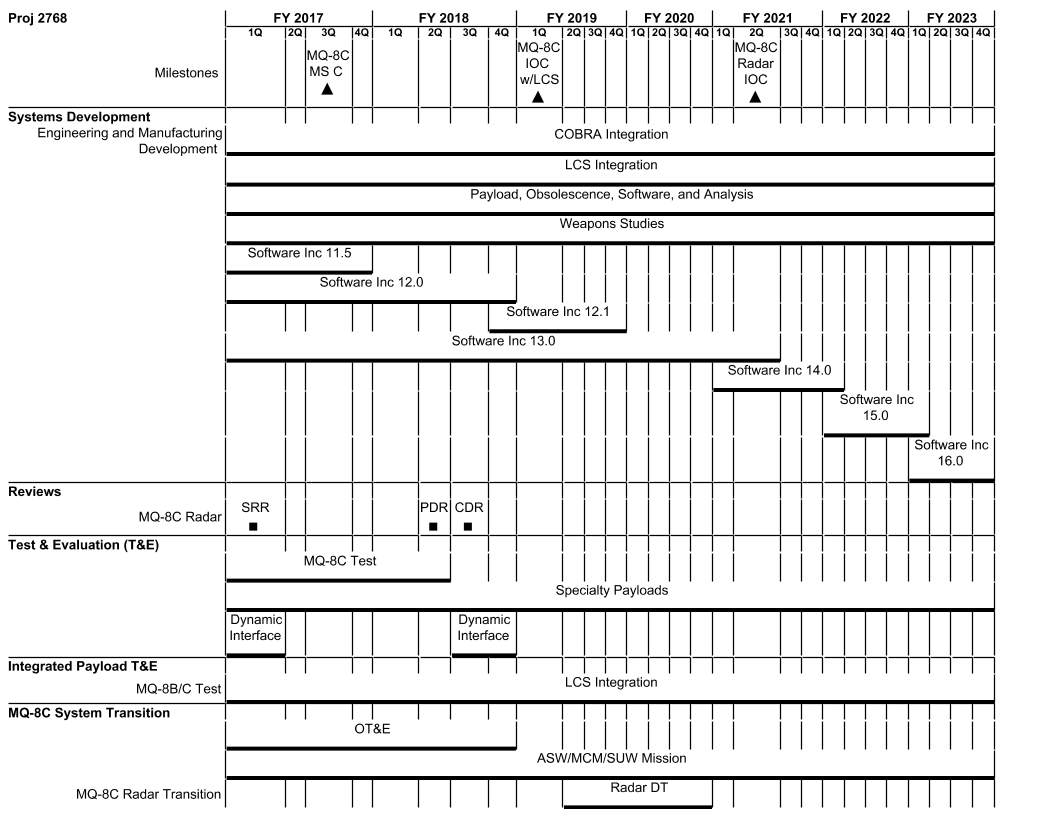 Proj 2768 FY 2017 FY 2018 FY 2019 FY 2020 FY 2021 FY 2022 FY 2023
1Q 2Q 3Q 4Q 1Q 2Q 3Q 4Q 1Q 2Q 3Q 4Q 1Q 2Q 3Q 4Q 1Q 2Q 3Q 4Q 1Q 2Q 3Q 4Q 1Q 2Q 3Q 4Q
Milestones
MQ-8C
MS C
MQ-8C
IOC
w/LCS
MQ-8C
Radar
IOC
Systems Development
Engineering and Manufacturing
Development
COBRA Integration
LCS Integration
Payload, Obsolescence, Software, and Analysis
Weapons Studies
Software Inc 11.5
Software Inc 12.0
Software Inc 12.1
Software Inc 13.0
Software Inc 14.0
Software Inc
15.0
Software Inc
16.0
Reviews
MQ-8C Radar
SRR
PDR
CDR
Test & Evaluation (T&E)
MQ-8C Test
Specialty Payloads
Dynamic
Interface
Dynamic
Interface
Integrated Payload T&E
MQ-8B/C Test
LCS Integration
MQ-8C System Transition
OT&E
ASW/MCM/SUW Mission
MQ-8C Radar Transition
Radar DT